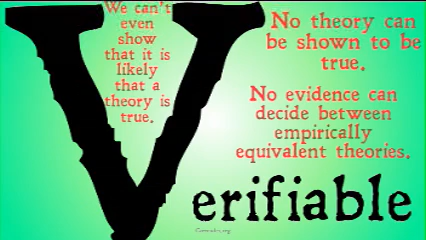 We can't
even
show
that it is
likely
that a
theory is
true.
No theory can
be shown to be
true.
No evidence can
decide between
empirically
equivalent theories.
Verifiable